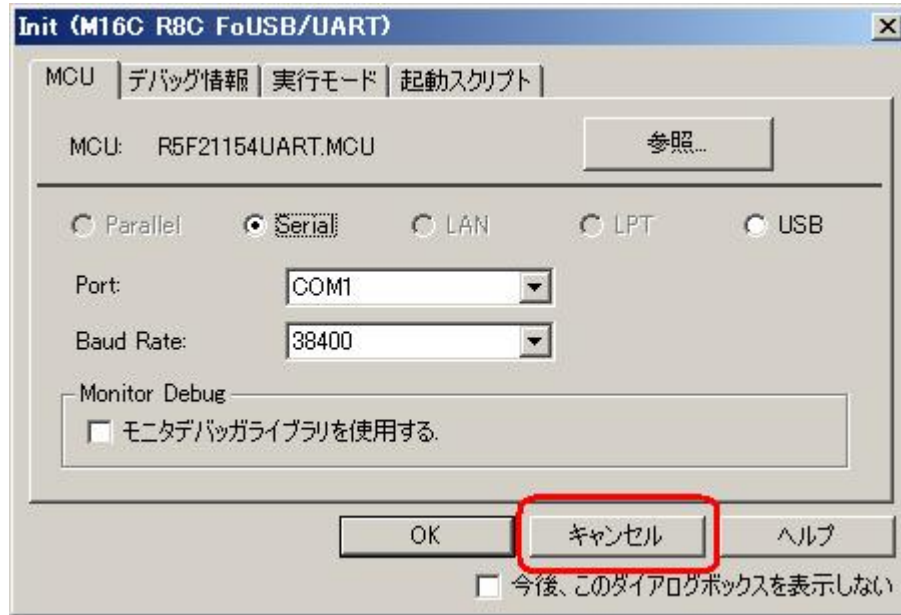 Init (M16C R8C FoUSB/UART)
MCU デバッグ情報 実行モード 起動スクリプト
MCU: R5F21154UART.MCU 参照...
Parallel Serial LAN LPT USB
Port: COM1
Baud Rate: 38400
Monitor Debug
モニタデバッガライブラリを使用する.
OK キャンセル ヘルプ
今後、このダイアログボックスを表示しない